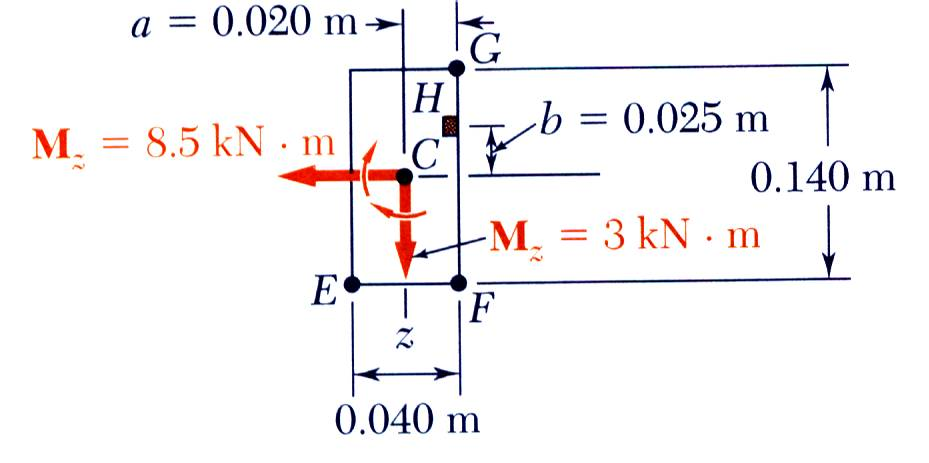 a = 0.020 m
G
H
b = 0.025 m
M_z = 8.5 kN · m
C
0.140 m
M_z = 3 kN · m
E
F
z
0.040 m